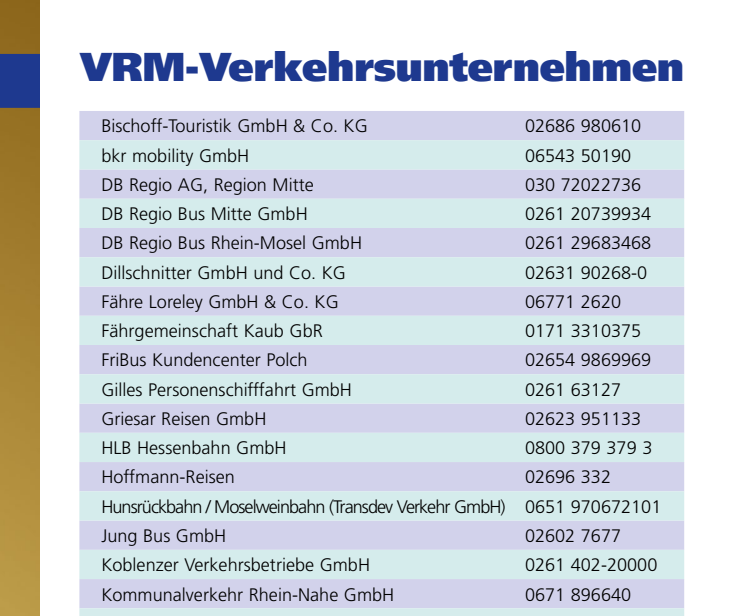 VRM-Verkehrsunternehmen
Bischoff-Touristik GmbH & Co. KG 02686 980610
bkr mobility GmbH 06543 50190
DB Regio AG, Region Mitte 030 72022736
DB Regio Bus Mitte GmbH 0261 20739934
DB Regio Bus Rhein-Mosel GmbH 0261 29683468
Dillschnitter GmbH und Co. KG 02631 90268-0
Fähre Loreley GmbH & Co. KG 06771 2620
Fährgemeinschaft Kaub GbR 0171 3310375
FriBus Kundencenter Polch 02654 9869969
Gilles Personenschifffahrt GmbH 0261 63127
Griesar Reisen GmbH 02623 951133
HLB Hessenbahn GmbH 0800 379 379 3
Hoffmann-Reisen 02696 332
Hunsrückbahn / Moselweinbahn (Transdev Verkehr GmbH) 0651 970672101
Jung Bus GmbH 02602 7677
Koblenzer Verkehrsbetriebe GmbH 0261 402-20000
Kommunalverkehr Rhein-Nahe GmbH 0671 896640